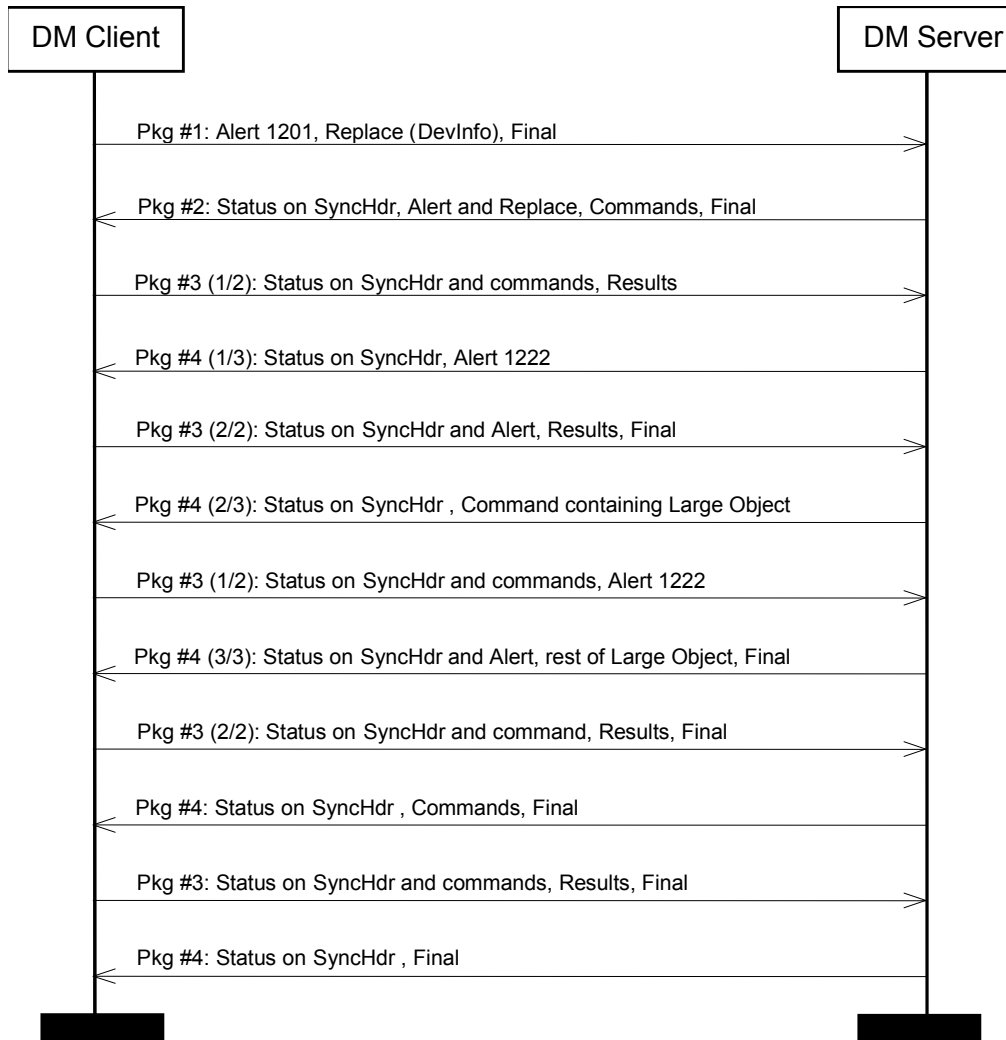 DM Client
DM Server
Pkg #1: Alert 1201, Replace (DevInfo), Final
Pkg #2: Status on SyncHdr, Alert and Replace, Commands, Final
Pkg #3 (1/2): Status on SyncHdr and commands, Results
Pkg #4 (1/3): Status on SyncHdr, Alert 1222
Pkg #3 (2/2): Status on SyncHdr and Alert, Results, Final
Pkg #4 (2/3): Status on SyncHdr , Command containing Large Object
Pkg #3 (1/2): Status on SyncHdr and commands, Alert 1222
Pkg #4 (3/3): Status on SyncHdr and Alert, rest of Large Object, Final
Pkg #3 (2/2): Status on SyncHdr and command, Results, Final
Pkg #4: Status on SyncHdr , Commands, Final
Pkg #3: Status on SyncHdr and commands, Results, Final
Pkg #4: Status on SyncHdr , Final